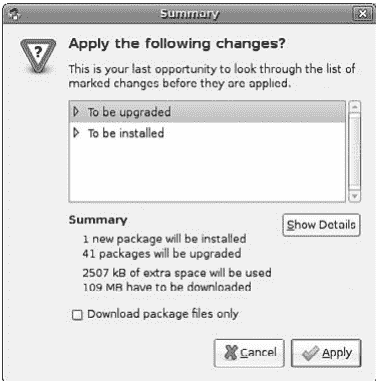 Summary
Apply the following changes?
This is your last opportunity to look through the list of
marked changes before they are applied.
To be upgraded
To be installed
Summary
Show Details
1 new package will be installed
41 packages will be upgraded
2507 kB of extra space will be used
109 MB have to be downloaded
Download package files only
Cancel
Apply